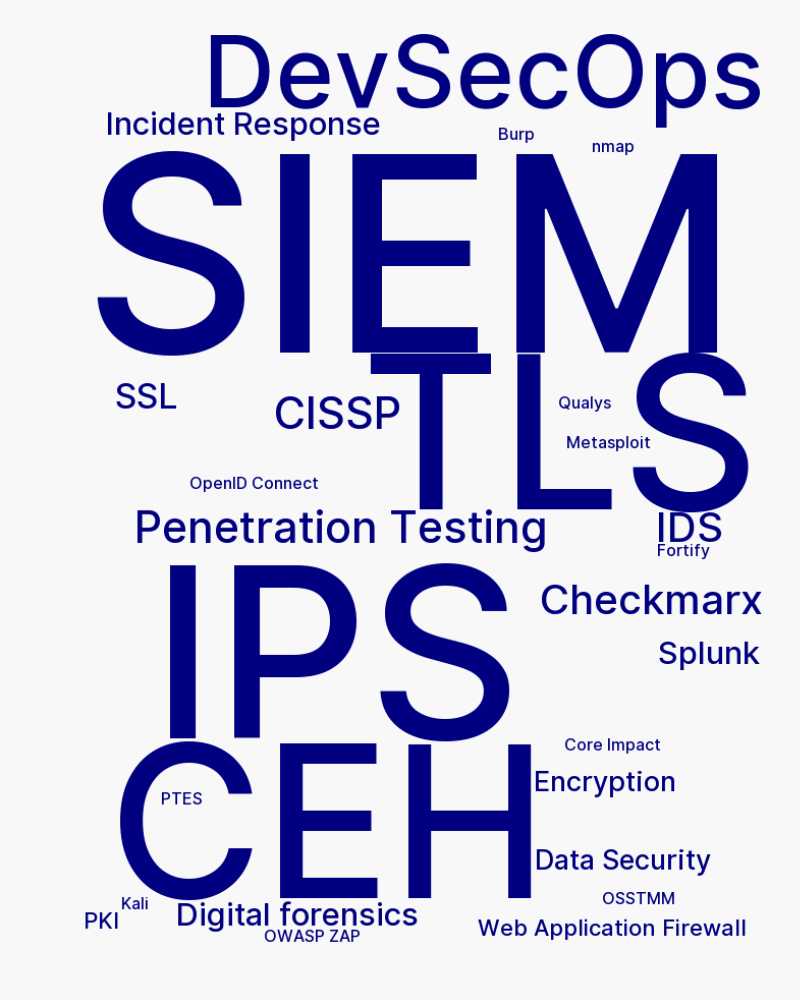 DevSecOps
Incident Response
Burp
nmap
SIEM
SSL
CISSP
TLS
Qualys
Metasploit
OpenID Connect
Penetration Testing
IDS
Fortify
IPS
Checkmarx
Splunk
Core Impact
CEH
Encryption
PTES
Data Security
OSSTMM
Kali
PKI
Digital forensics
Web Application Firewall
OWASP ZAP